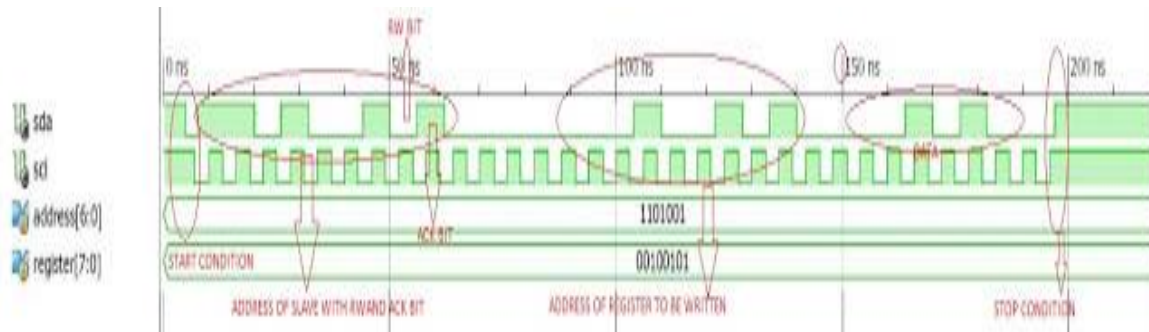 RW BIT
0 ns 50 ns 100 ns 150 ns 200 ns
sda
scl
DATA
address[6:0] 1101001
ACK BIT
register[7:0] START CONDITION 00100101
ADDRESS OF SLAVE WITH RWAND ACK BIT ADDRESS OF REGISTER TO BE WRITTEN STOP CONDITION